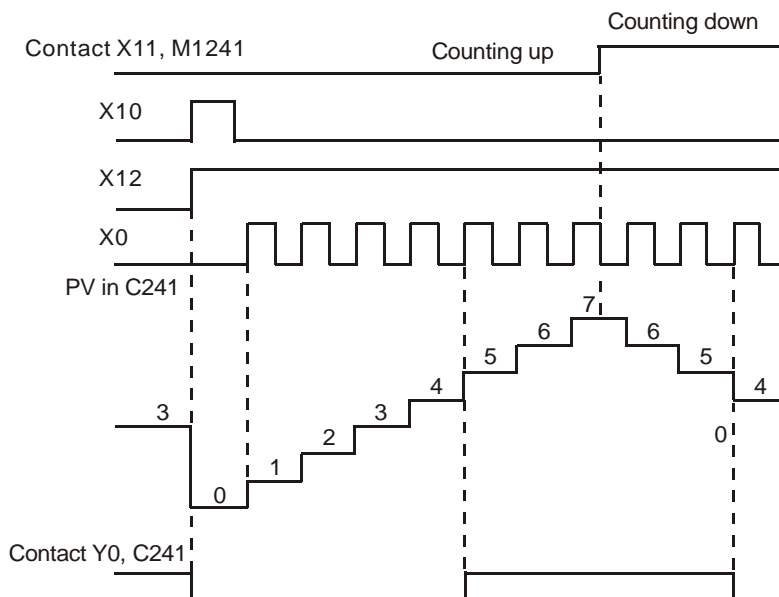 Counting down
Contact X11, M1241
Counting up
X10
X12
X0
PV in C241
7
6
6
5
5
4
4
3
3
0
2
1
0
Contact Y0, C241